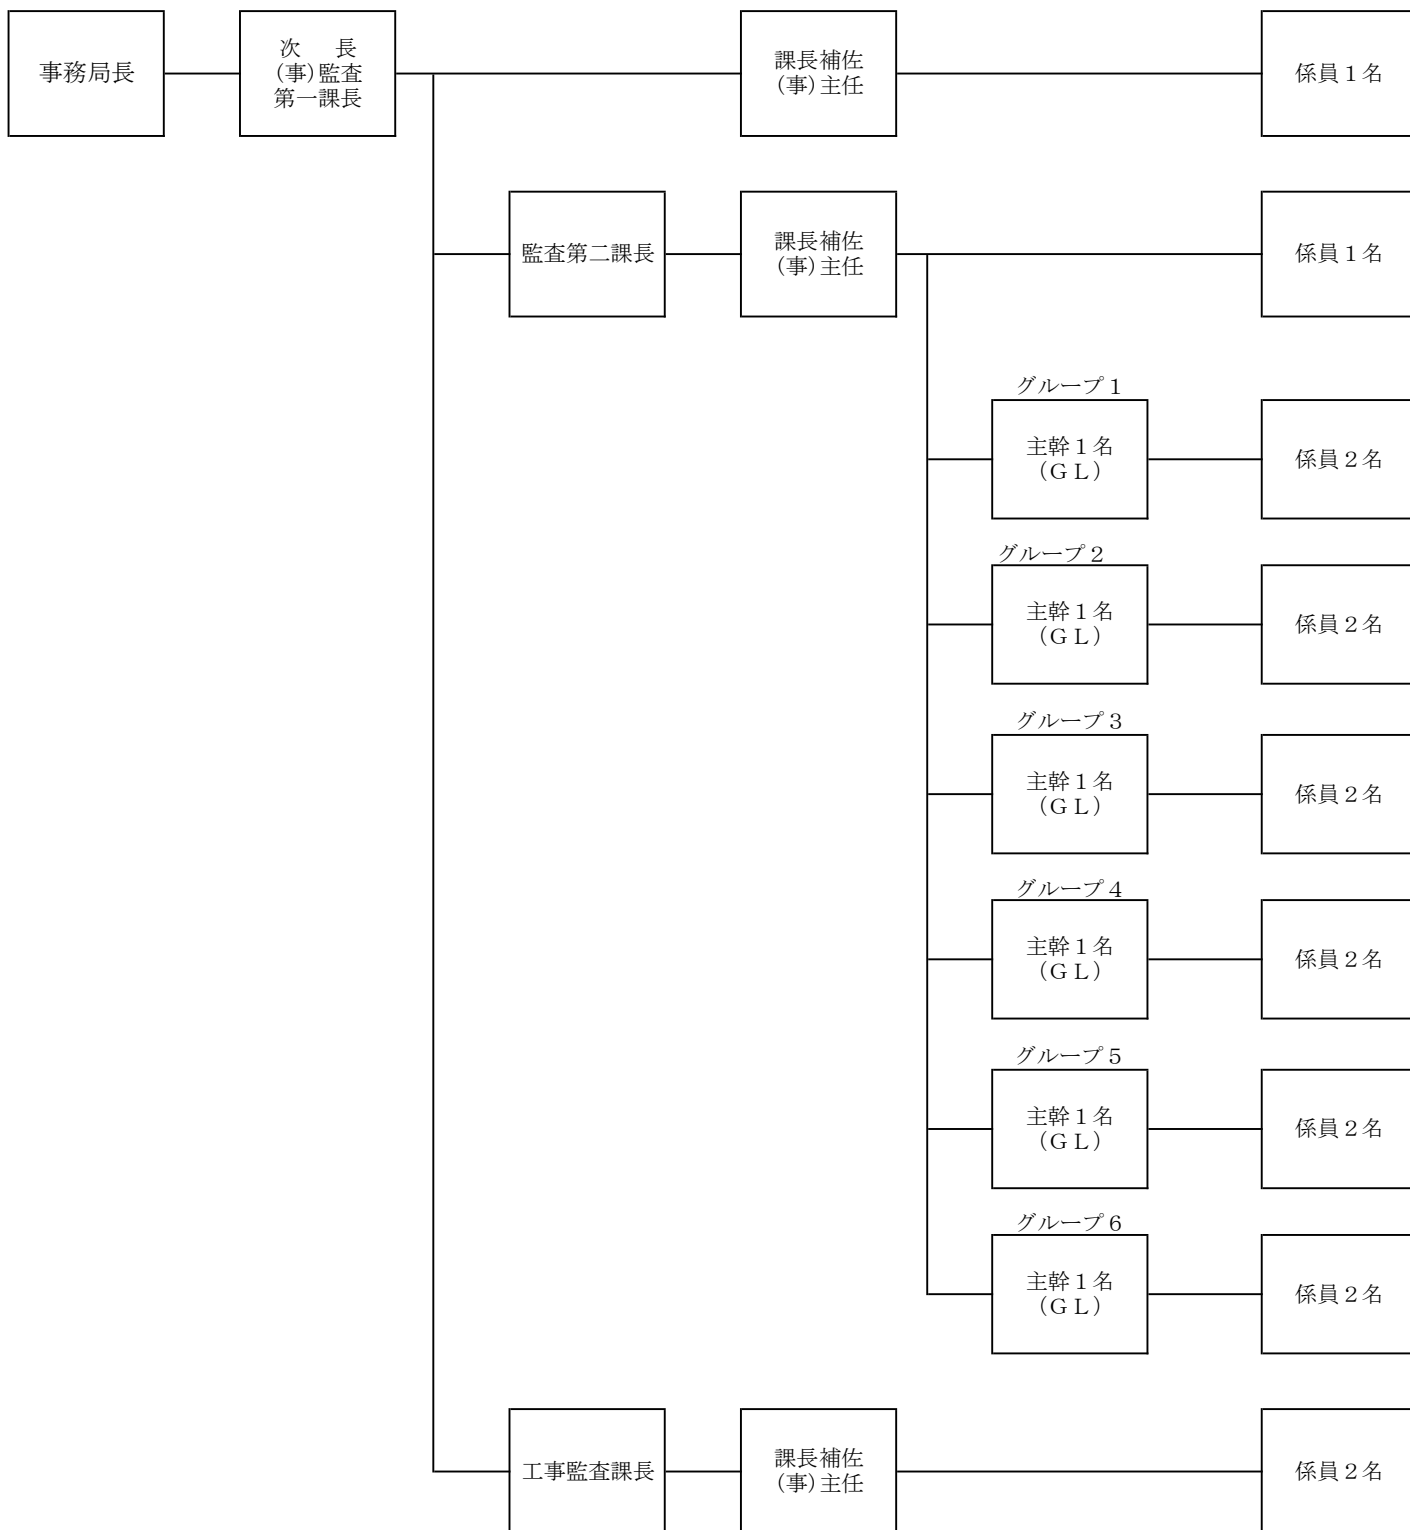 事務局長
次　長
(事)監査
第一課長
課長補佐
(事)主任
係員１名
監査第二課長
課長補佐
(事)主任
係員１名
グループ１
主幹１名
（ＧＬ）
係員２名
グループ２
主幹１名
（ＧＬ）
係員２名
グループ３
主幹１名
（ＧＬ）
係員２名
グループ４
主幹１名
（ＧＬ）
係員２名
グループ５
主幹１名
（ＧＬ）
係員２名
グループ６
主幹１名
（ＧＬ）
係員２名
工事監査課長
課長補佐
(事)主任
係員２名